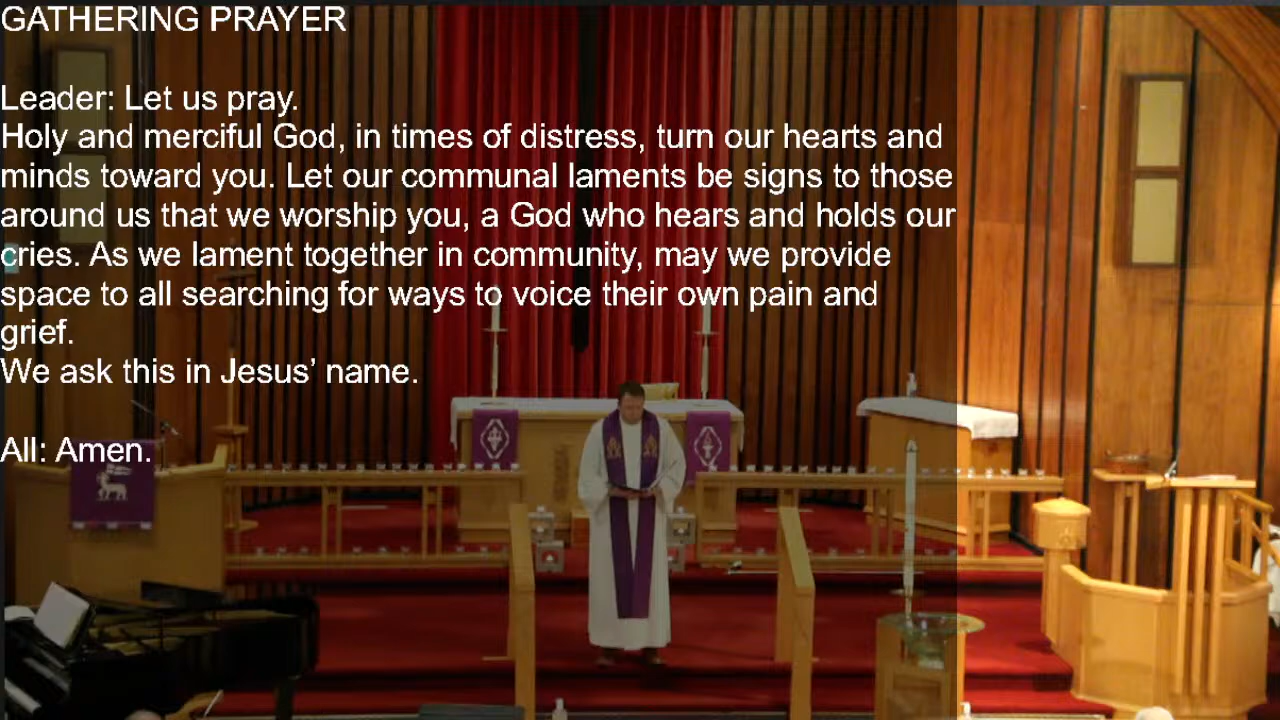 GATHERING PRAYER
Leader: Let us pray.
Holy and merciful God, in times of distress, turn our hearts and
minds toward you. Let our communal laments be signs to those
around us that we worship you, a God who hears and holds our
cries. As we lament together in community, may we provide
space to all searching for ways to voice their own pain and
grief.
We ask this in Jesus’ name.
All: Amen.